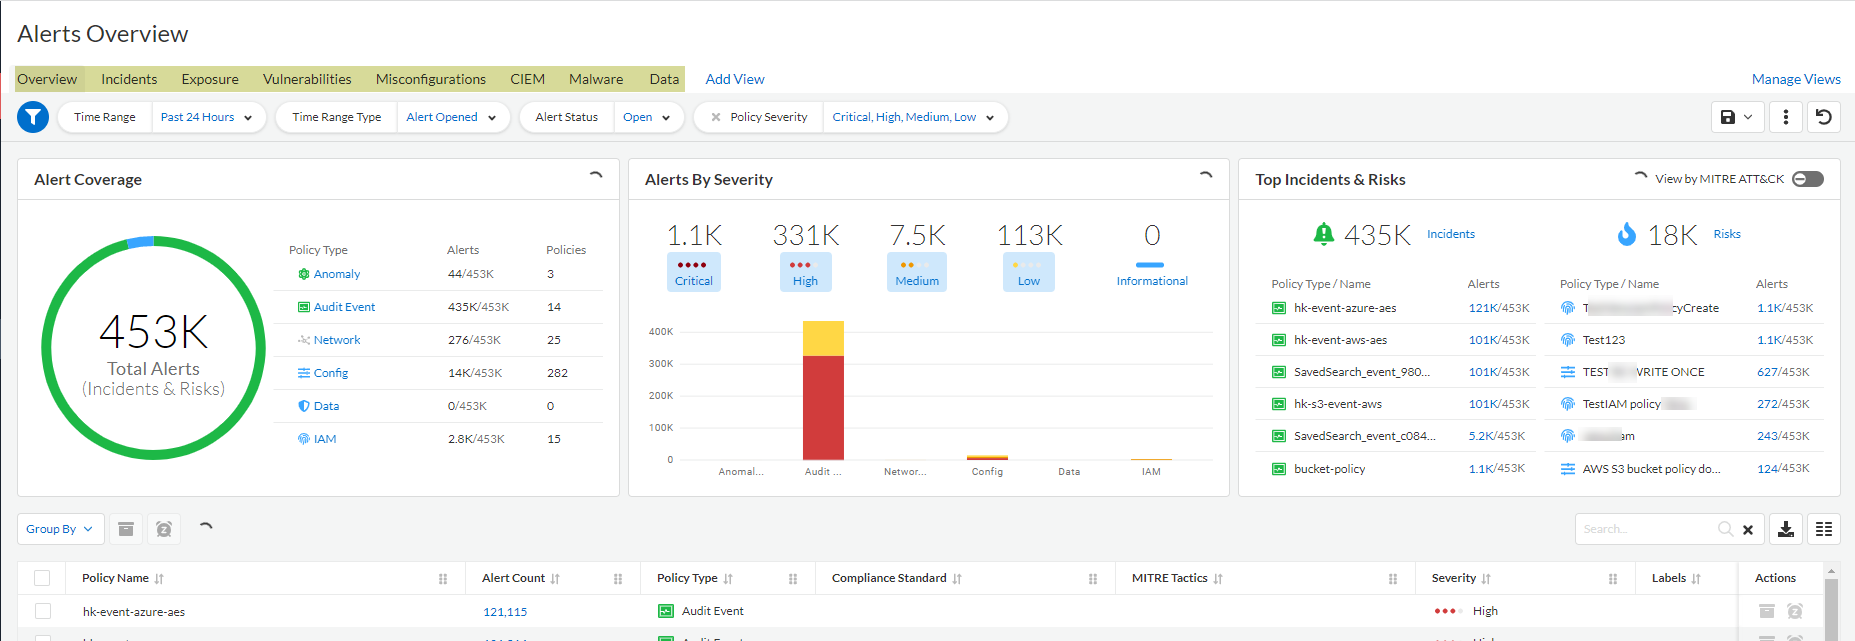 Alerts Overview
Overview Incidents Exposure Vulnerabilities Misconfigurations CIEM Malware Data Add View Manage Views
Time Range Past 24 Hours Time Range Type Alert Opened Alert Status Open Policy Severity Critical, High, Medium, Low
Alert Coverage
453K
Total Alerts
(Incidents & Risks)
Policy Type Alerts Policies
Anomaly 44/453K 3
Audit Event 435K/453K 14
Network 276/453K 25
Config 14K/453K 282
Data 0/453K 0
IAM 2.8K/453K 15
Alerts By Severity
1.1K 331K 7.5K 113K 0
Critical High Medium Low Informational
400K
300K
200K
100K
0
Anomal... Audit ... Networ... Config Data IAM
Top Incidents & Risks View by MITRE ATT&CK
435K Incidents 18K Risks
Policy Type / Name Alerts Policy Type / Name Alerts
hk-event-azure-aes 121K/453K T yCreate 1.1K/453K
hk-event-aws-aes 101K/453K Test123 1.1K/453K
SavedSearch_event_980... 101K/453K TEST WRITE ONCE 627/453K
hk-s3-event-aws 101K/453K TestIAM policy 272/453K
SavedSearch_event_c084... 5.2K/453K am 243/453K
bucket-policy 1.1K/453K AWS S3 bucket policy do... 124/453K
Group By Search...
Policy Name Alert Count Policy Type Compliance Standard MITRE Tactics Severity Labels Actions
hk-event-azure-aes 121,115 Audit Event High